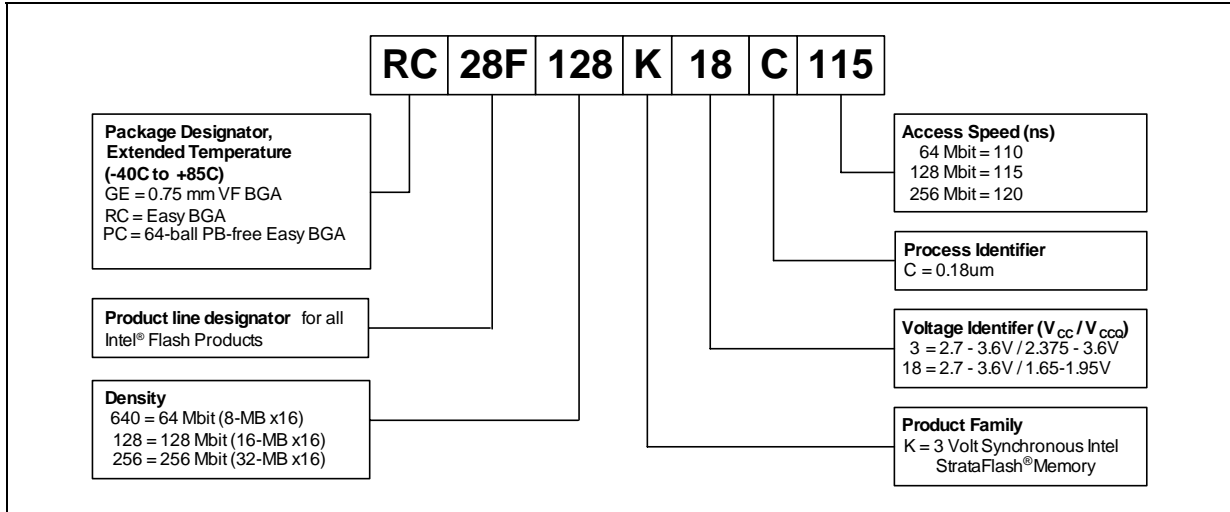 RC 28F 128 K 18 C 115
Package Designator,
Extended Temperature
(-40C to +85C)
GE = 0.75 mm VF BGA
RC = Easy BGA
PC = 64-ball PB-free Easy BGA
Product line designator for all
Intel® Flash Products
Density
640 = 64 Mbit (8-MB x16)
128 = 128 Mbit (16-MB x16)
256 = 256 Mbit (32-MB x16)
Access Speed (ns)
64 Mbit = 110
128 Mbit = 115
256 Mbit = 120
Process Identifier
C = 0.18um
Voltage Identifer (VCC / VCCQ)
3 = 2.7 - 3.6V / 2.375 - 3.6V
18 = 2.7 - 3.6V / 1.65-1.95V
Product Family
K = 3 Volt Synchronous Intel
StrataFlash® Memory